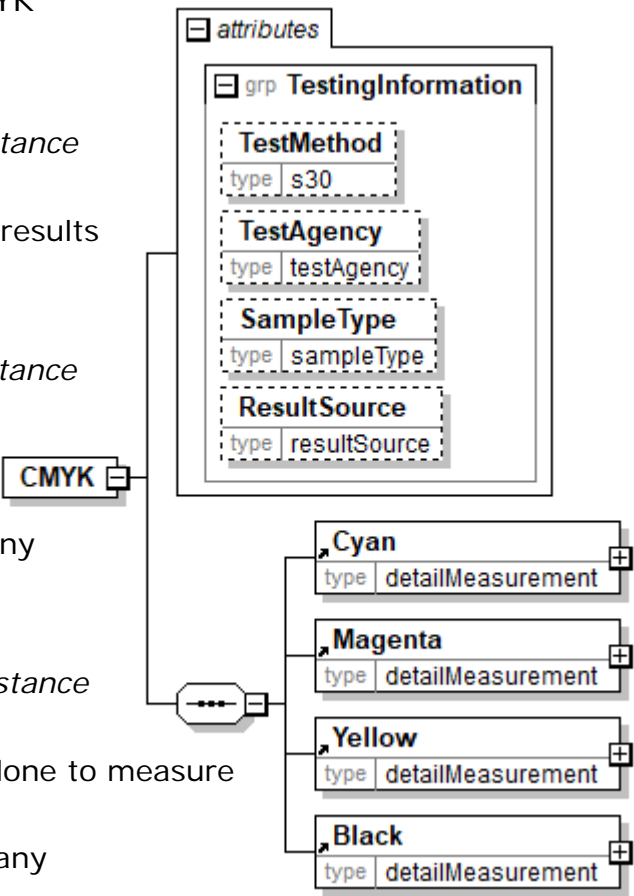 YK
tance
results
tance
ny
stance
lone to measure
any
attributes
grp TestingInformation
TestMethod
type s30
TestAgency
type testAgency
SampleType
type sampleType
ResultSource
type resultSource
CMYK
Cyan
type detailMeasurement
Magenta
type detailMeasurement
Yellow
type detailMeasurement
Black
type detailMeasurement